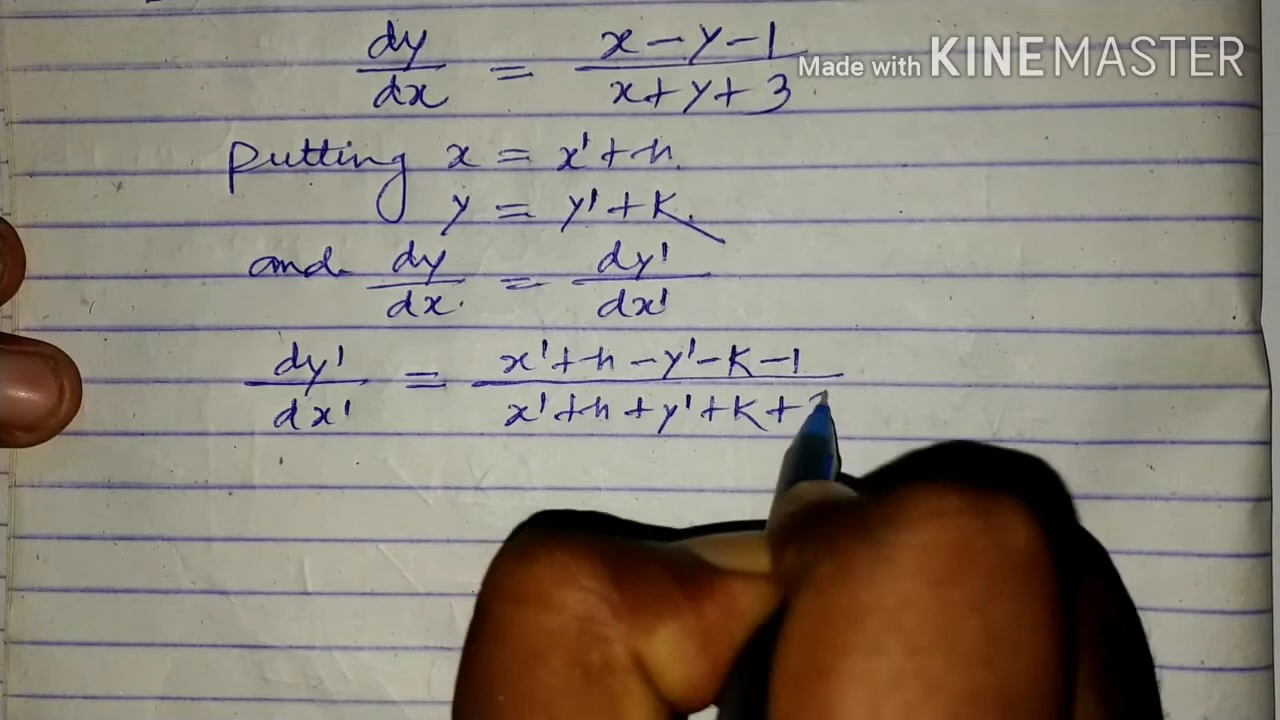 dy/dx = x-y-1/x+y+3
Made with KINEMASTER
putting x = x'+h.
y = y'+k.
and dy/dx = dy'/dx'
dy'/dx' = x'+h-y'-k-1/x'+h+y'+k+